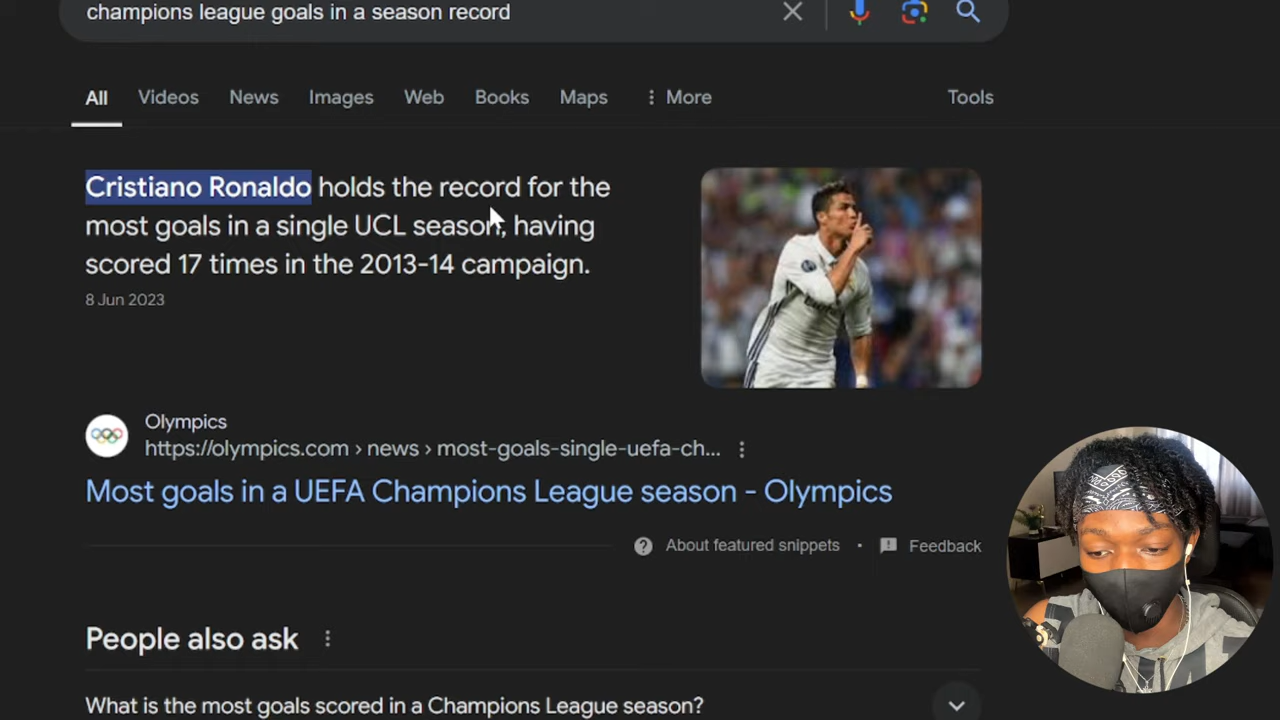 champions league goals in a season record
All Videos News Images Web Books Maps More Tools
Cristiano Ronaldo holds the record for the
most goals in a single UCL season, having
scored 17 times in the 2013-14 campaign.
8 Jun 2023
Olympics
https://olympics.com › news › most-goals-single-uefa-ch...
Most goals in a UEFA Champions League season - Olympics
About featured snippets • Feedback
People also ask
What is the most goals scored in a Champions League season?